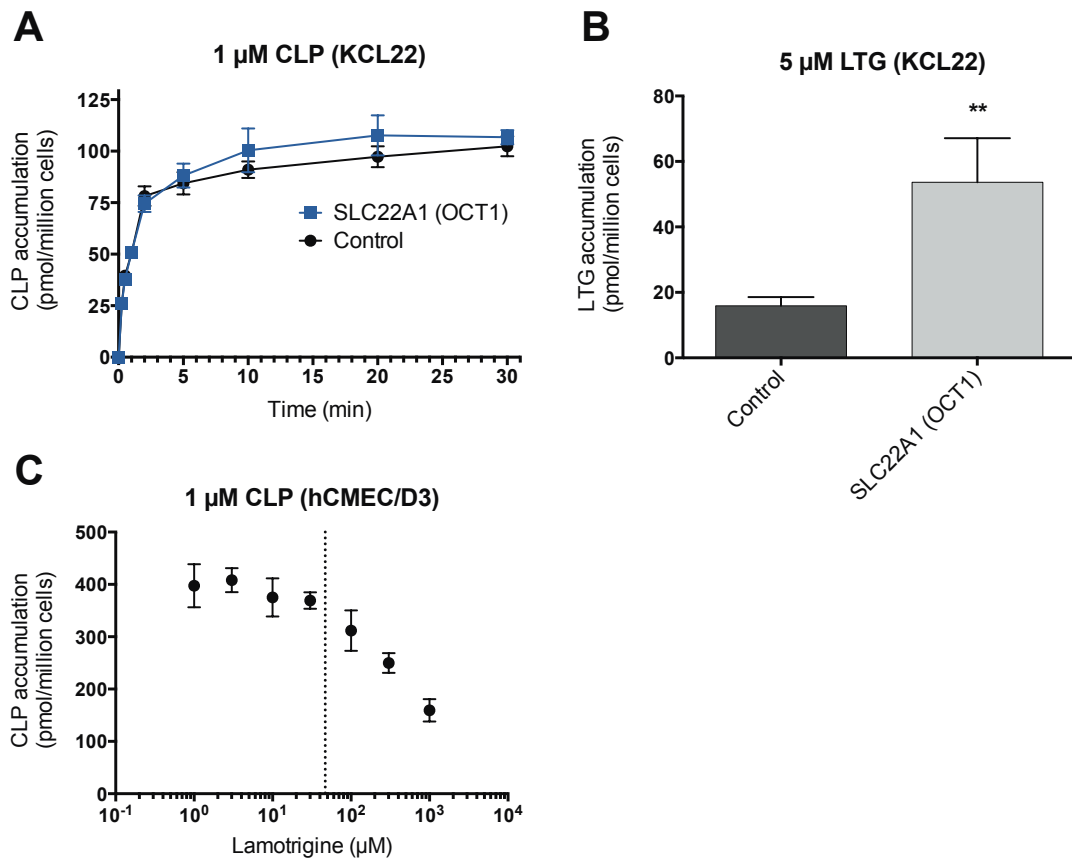 A
1 µM CLP (KCL22)
CLP accumulation
(pmol/million cells)
125
100
75
50
25
0
0 5 10 15 20 25 30
Time (min)
SLC22A1 (OCT1)
Control
B
5 µM LTG (KCL22)
LTG accumulation
(pmol/million cells)
80
60
40
20
0
**
Control
SLC22A1 (OCT1)
C
1 µM CLP (hCMEC/D3)
CLP accumulation
(pmol/million cells)
500
400
300
200
100
0
10⁻¹ 10⁰ 10¹ 10² 10³ 10⁴
Lamotrigine (µM)